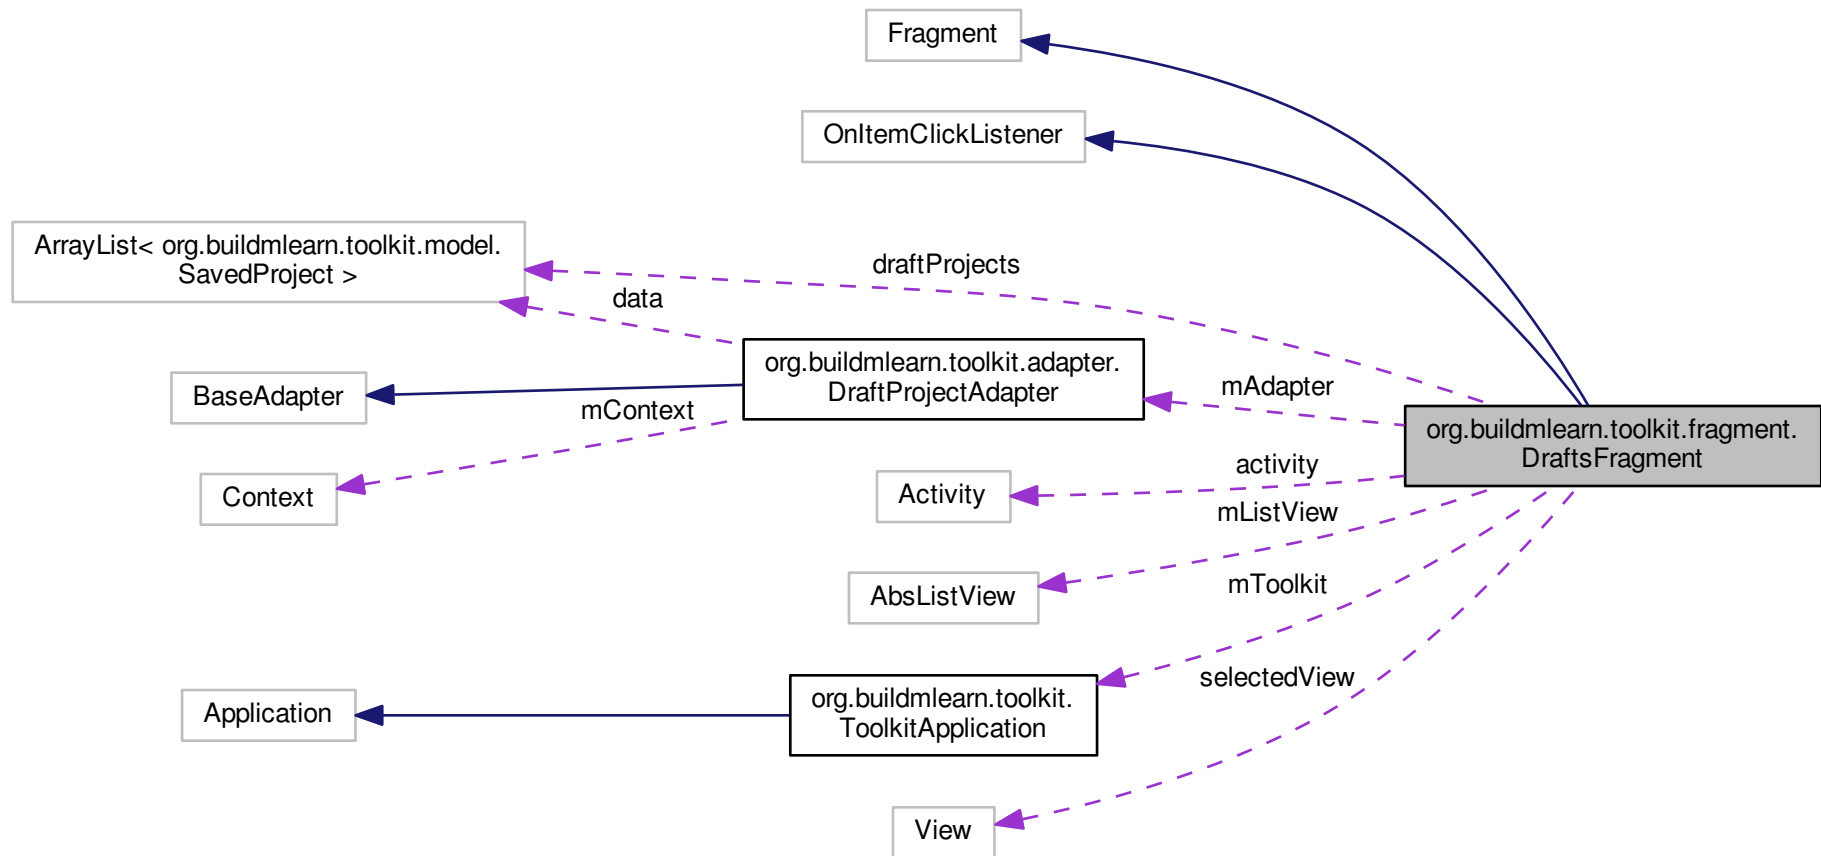 Fragment
OnItemClickListener
ArrayList< org.buildmlearn.toolkit.model.
SavedProject >
draftProjects
data
org.buildmlearn.toolkit.adapter.
DraftProjectAdapter
BaseAdapter
mContext
mAdapter
org.buildmlearn.toolkit.fragment.
DraftsFragment
Context
activity
Activity
mListView
AbsListView
mToolkit
org.buildmlearn.toolkit.
ToolkitApplication
selectedView
Application
View